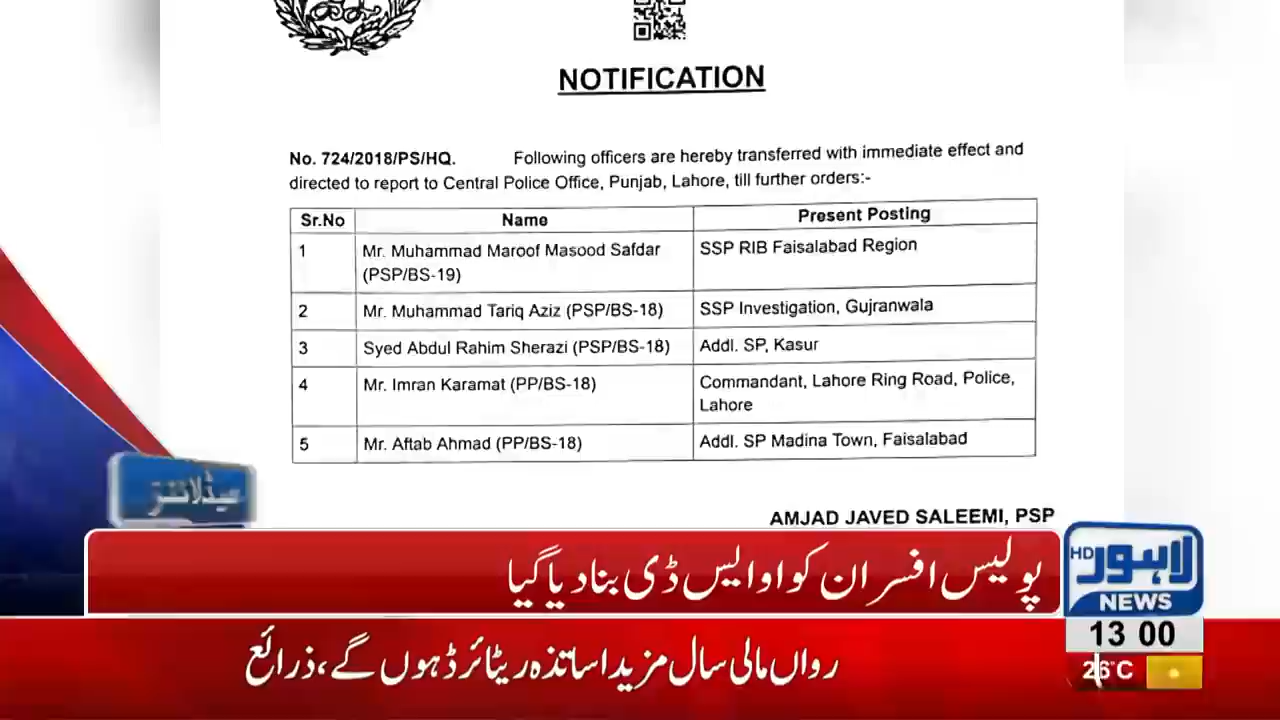 NOTIFICATION
No. 724/2018/PS/HQ. Following officers are hereby transferred with immediate effect and
directed to report to Central Police Office, Punjab, Lahore, till further orders:-
Sr.No Name Present Posting
1 Mr. Muhammad Maroof Masood Safdar SSP RIB Faisalabad Region
(PSP/BS-19)
2 Mr. Muhammad Tariq Aziz (PSP/BS-18) SSP Investigation, Gujranwala
3 Syed Abdul Rahim Sherazi (PSP/BS-18) Addl. SP, Kasur
4 Mr. Imran Karamat (PP/BS-18) Commandant, Lahore Ring Road, Police,
Lahore
5 Mr. Aftab Ahmad (PP/BS-18) Addl. SP Madina Town, Faisalabad
AMJAD JAVED SALEEMI, PSP
ہیڈلائنز
پولیس افسران کو او ایس ڈی بنا دیا گیا
HD لاہور
NEWS
13 00
26°C
رواں مالی سال مزید اساتذہ ریٹائرڈ ہوں گے، ذرائع